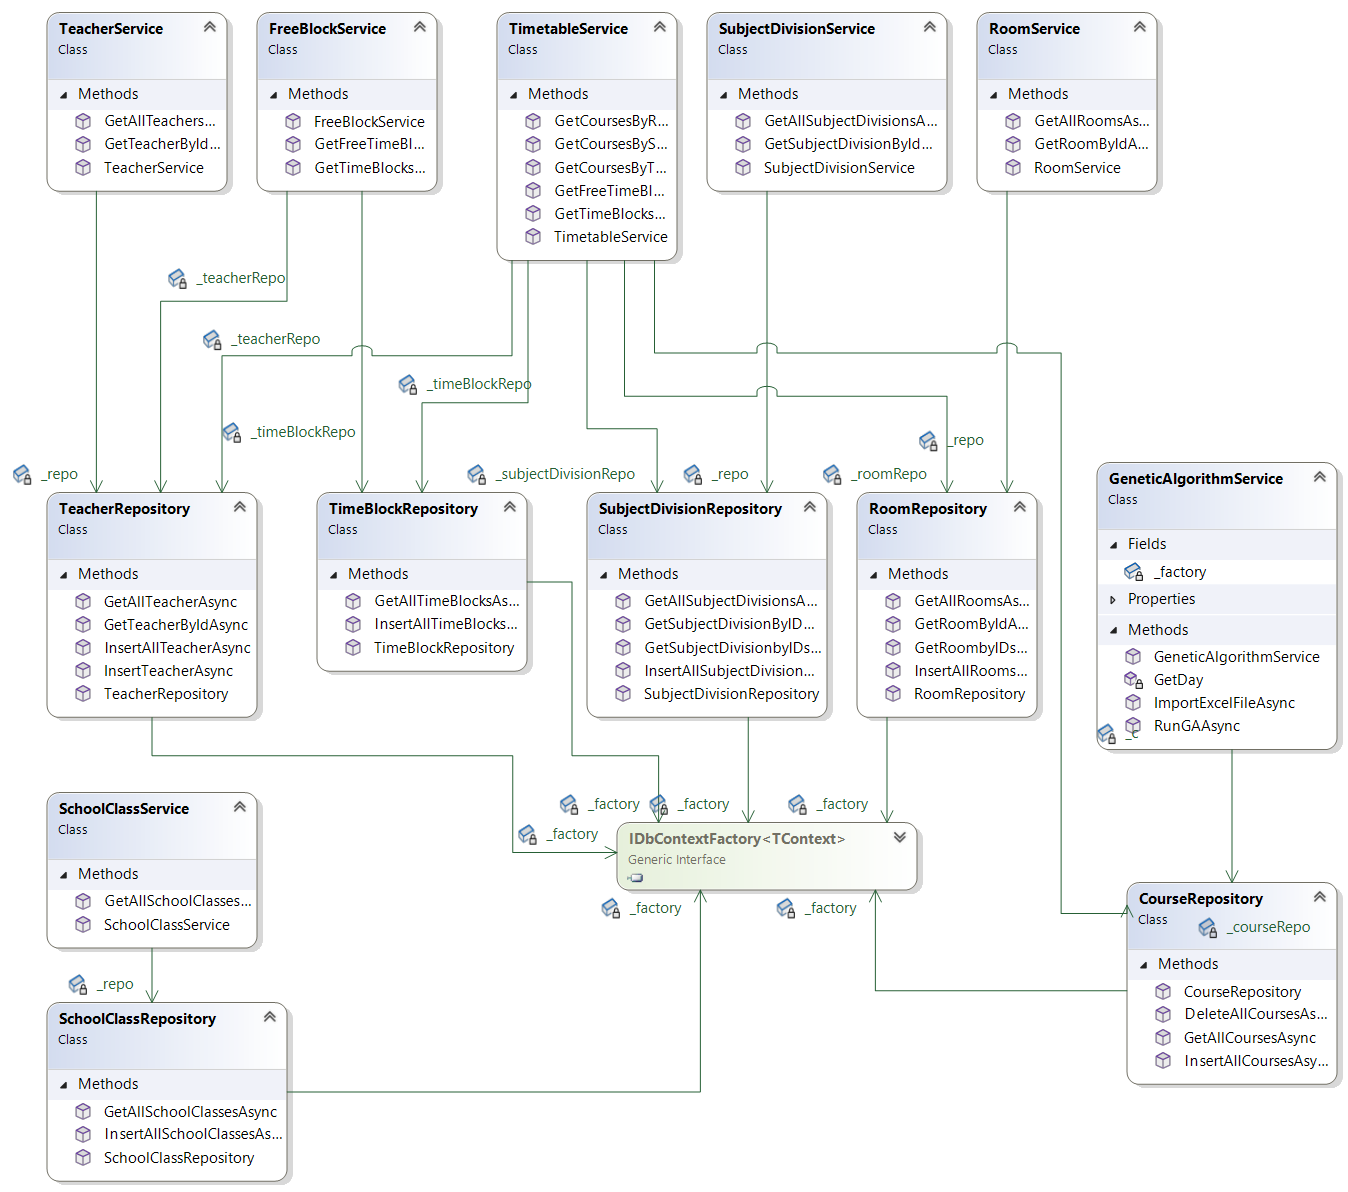 TeacherService
Class
Methods
GetAllTeachers...
GetTeacherById...
TeacherService
FreeBlockService
Class
Methods
FreeBlockService
GetFreeTimeBl...
GetTimeBlocks...
TimetableService
Class
Methods
GetCoursesByR...
GetCoursesByS...
GetCoursesByT...
GetFreeTimeBl...
GetTimeBlocks...
TimetableService
SubjectDivisionService
Class
Methods
GetAllSubjectDivisionsA...
GetSubjectDivisionById...
SubjectDivisionService
RoomService
Class
Methods
GetAllRoomsAs...
GetRoomByIdA...
RoomService
_teacherRepo
_teacherRepo
_timeBlockRepo
_timeBlockRepo
_repo
_repo
_subjectDivisionRepo
_repo
_roomRepo
TeacherRepository
Class
Methods
GetAllTeacherAsync
GetTeacherByIdAsync
InsertAllTeacherAsync
InsertTeacherAsync
TeacherRepository
TimeBlockRepository
Class
Methods
GetAllTimeBlocksAs...
InsertAllTimeBlocks...
TimeBlockRepository
SubjectDivisionRepository
Class
Methods
GetAllSubjectDivisionsA...
GetSubjectDivisionByID...
GetSubjectDivisionbyIDs...
InsertAllSubjectDivision...
SubjectDivisionRepository
RoomRepository
Class
Methods
GetAllRoomsAs...
GetRoomByIdA...
GetRoombyIDs...
InsertAllRooms...
RoomRepository
GeneticAlgorithmService
Class
Fields
_factory
Properties
Methods
GeneticAlgorithmService
GetDay
ImportExcelFileAsync
RunGAAsync
_factory
_factory
_factory
_factory
IDbContextFactory<TContext>
Generic Interface
_factory
_factory
SchoolClassService
Class
Methods
GetAllSchoolClasses...
SchoolClassService
_repo
SchoolClassRepository
Class
Methods
GetAllSchoolClassesAsync
InsertAllSchoolClassesAs...
SchoolClassRepository
CourseRepository
Class
_courseRepo
Methods
CourseRepository
DeleteAllCoursesAs...
GetAllCoursesAsync
InsertAllCoursesAsy...